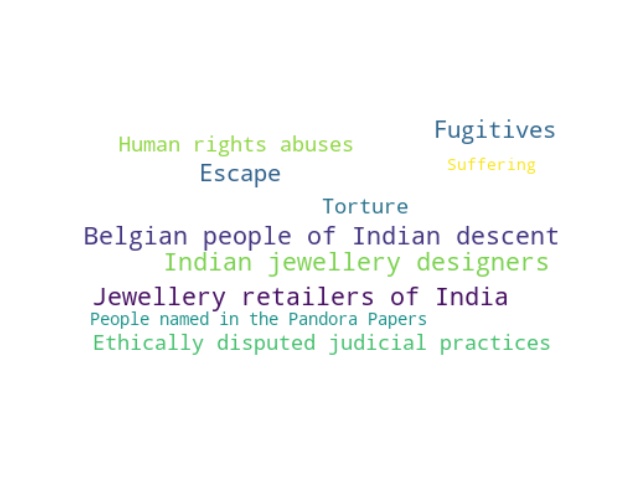 Fugitives
Human rights abuses
Suffering
Escape
Torture
Belgian people of Indian descent
Indian jewellery designers
Jewellery retailers of India
People named in the Pandora Papers
Ethically disputed judicial practices